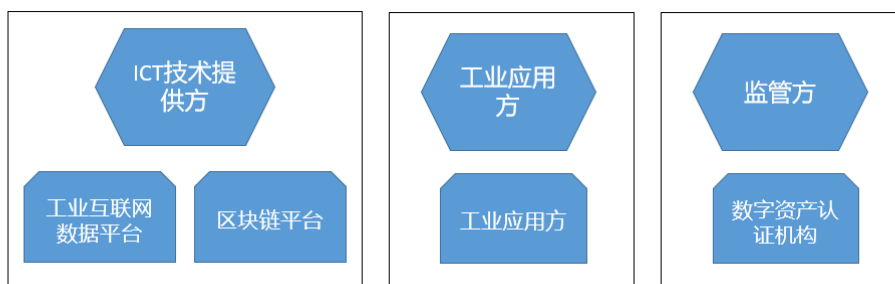 ICT技术提
供方
工业互联网
数据平台
区块链平台
工业应用
方
工业应用方
监管方
数字资产认
证机构